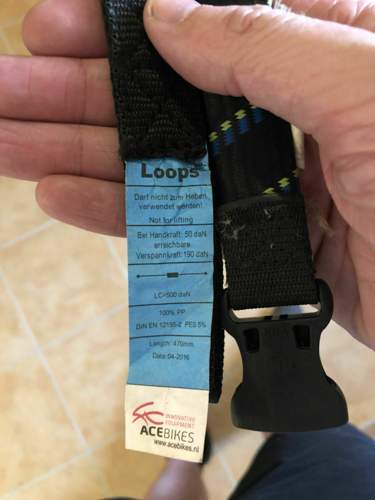 Loops
Darf nicht zum Heben
verwendet werden!
Not for lifting
Bei Handkraft: 50 daN
erreichbare
Verspannkraft: 190 daN
LC=500 daN
100% PP
DIN EN 12195-2 PES 5%
Length: 470mm
Date: 04-2016
INNOVATIVE
EQUIPMENT
ACEBIKES
www.acebikes.nl